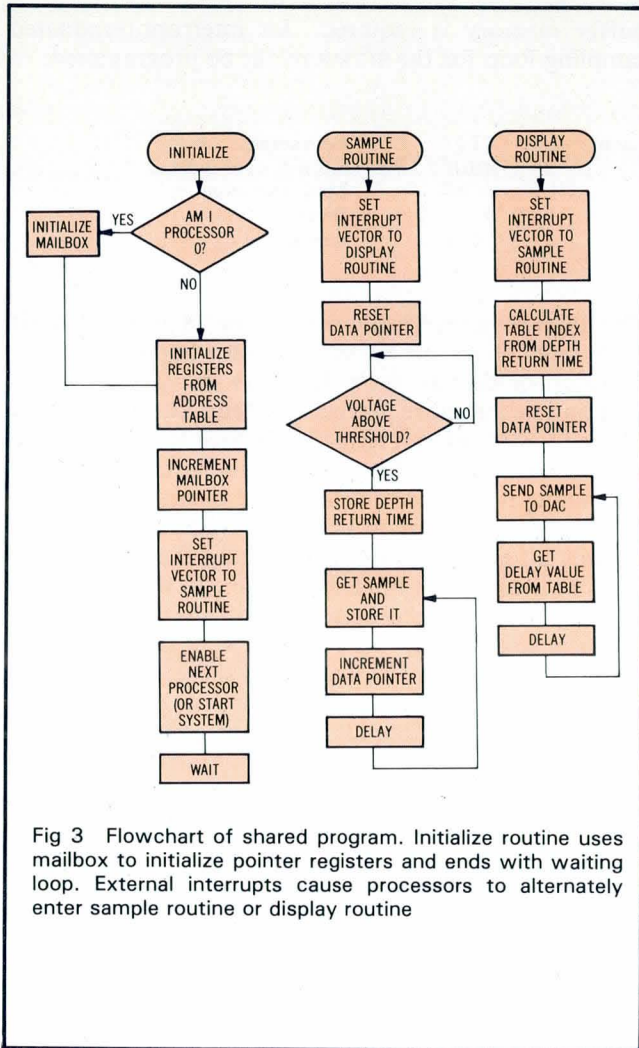 INITIALIZE
AM I
PROCESSOR
0?
YES
INITIALIZE
MAILBOX
NO
INITIALIZE
REGISTERS
FROM
ADDRESS
TABLE
INCREMENT
MAILBOX
POINTER
SET
INTERRUPT
VECTOR TO
SAMPLE
ROUTINE
ENABLE
NEXT
PROCESSOR
(OR START
SYSTEM)
WAIT
SAMPLE
ROUTINE
SET
INTERRUPT
VECTOR TO
DISPLAY
ROUTINE
RESET
DATA POINTER
VOLTAGE
ABOVE
THRESHOLD?
NO
YES
STORE DEPTH
RETURN TIME
GET SAMPLE
AND
STORE IT
INCREMENT
DATA POINTER
DELAY
DISPLAY
ROUTINE
SET
INTERRUPT
VECTOR TO
SAMPLE
ROUTINE
CALCULATE
TABLE INDEX
FROM DEPTH
RETURN TIME
RESET
DATA POINTER
SEND SAMPLE
TO DAC
GET
DELAY VALUE
FROM TABLE
DELAY
Fig 3 Flowchart of shared program. Initialize routine uses
mailbox to initialize pointer registers and ends with waiting
loop. External interrupts cause processors to alternately
enter sample routine or display routine